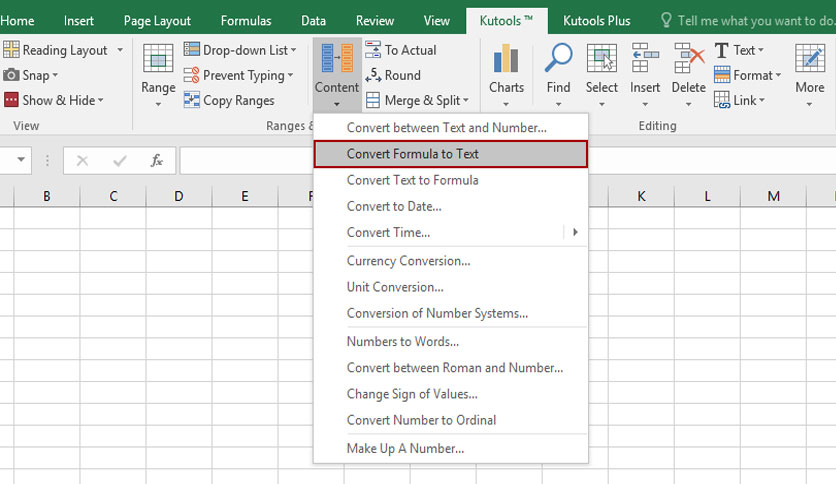 Home Insert Page Layout Formulas Data Review View Kutools ™ Kutools Plus Tell me what you want to do.
Reading Layout
Snap
Show & Hide
View
Range
Drop-down List
Prevent Typing
Copy Ranges
Content
To Actual
Round
Merge & Split
Ranges &
Charts
Find
Select
Insert
Delete
Text
Format
Link
Editing
More
Convert between Text and Number...
Convert Formula to Text
Convert Text to Formula
Convert to Date...
Convert Time...
Currency Conversion...
Unit Conversion...
Conversion of Number Systems...
Numbers to Words...
Convert between Roman and Number...
Change Sign of Values...
Convert Number to Ordinal
Make Up A Number...
fx
B C D E K L M